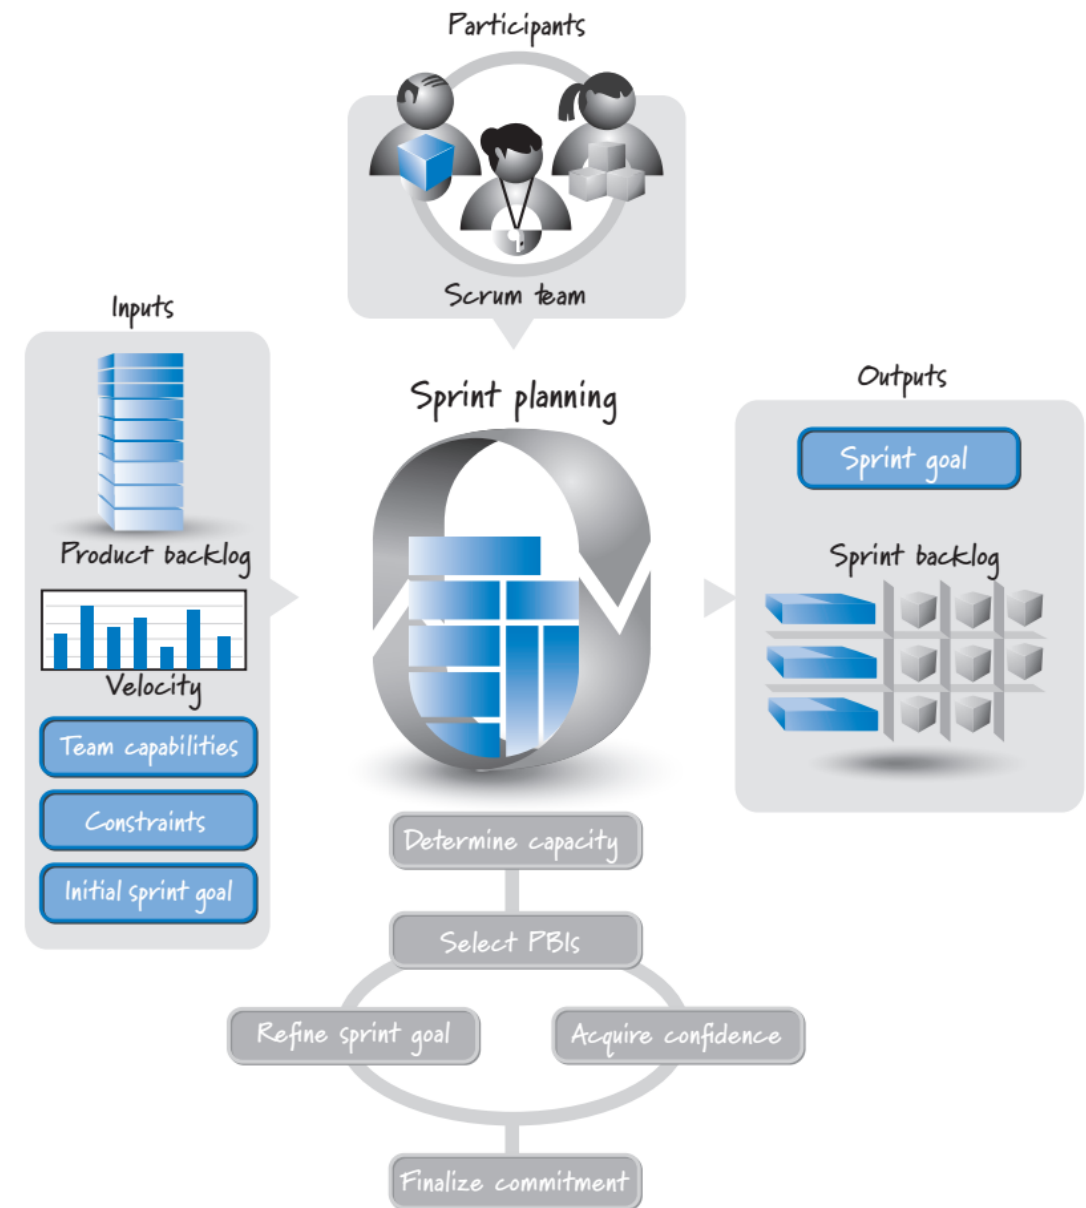 Participants
Scrum team
Inputs
Product backlog
Velocity
Team capabilities
Constraints
Initial sprint goal
Sprint planning
Outputs
Sprint goal
Sprint backlog
Determine capacity
Select PBIs
Refine sprint goal
Acquire confidence
Finalize commitment